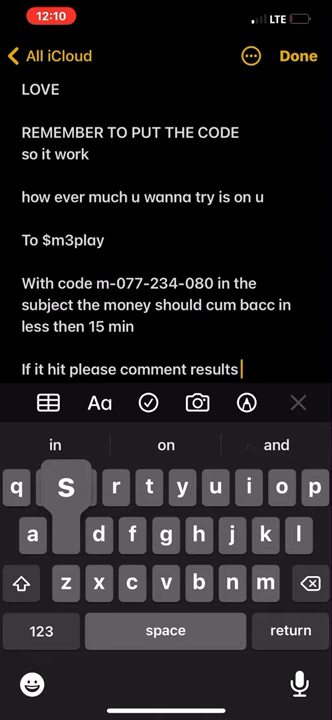 12:10
LTE
All iCloud
Done
LOVE
REMEMBER TO PUT THE CODE
so it work
how ever much u wanna try is on u
To $m3play
With code m-077-234-080 in the
subject the money should cum bacc in
less then 15 min
If it hit please comment results
Aa
in on and
q s r t y u i o p
a d f g h j k l
z x c v b n m
123 space return